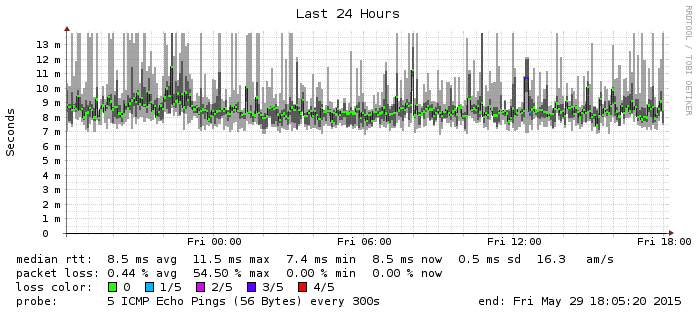 Last 24 Hours
RRDTOOL / TOBI OETIKER
Seconds
13 m
12 m
11 m
10 m
9 m
8 m
7 m
6 m
5 m
4 m
3 m
2 m
1 m
0
Fri 00:00 Fri 06:00 Fri 12:00 Fri 18:00
median rtt: 8.5 ms avg 11.5 ms max 7.4 ms min 8.5 ms now 0.5 ms sd 16.3 am/s
packet loss: 0.44 % avg 54.50 % max 0.00 % min 0.00 % now
loss color: 0 1/5 2/5 3/5 4/5
probe: 5 ICMP Echo Pings (56 Bytes) every 300s end: Fri May 29 18:05:20 2015